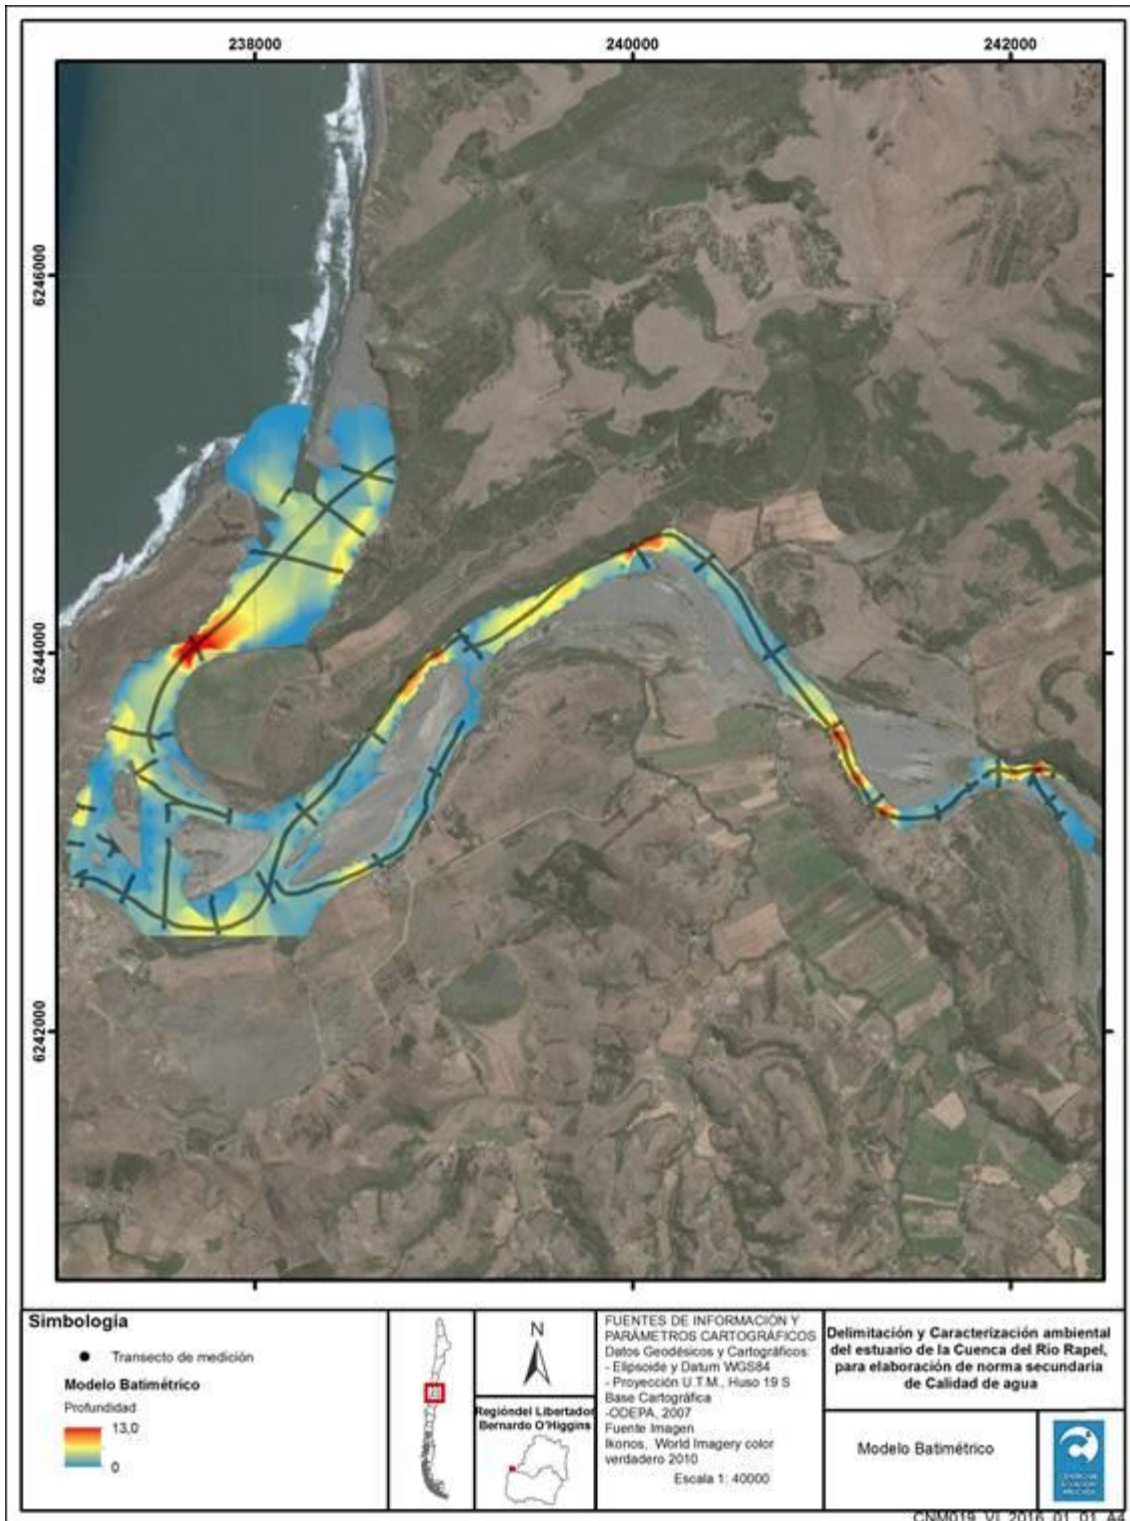 238000
240000
242000
6246000
6244000
6242000
Simbología
Transecto de medición
Modelo Batimétrico
Profundidad
13,0
0
N
Regióndel Libertador
Bernardo O'Higgins
FUENTES DE INFORMACIÓN Y
PARÁMETROS CARTOGRÁFICOS
Datos Geodésicos y Cartográficos:
- Elipsoide y Datum WGS84
- Proyección U.T.M., Huso 19 S
Base Cartográfica
-ODEPA, 2007
Fuente Imagen
Ikonos, World Imagery color
verdadero 2010
Escala 1: 40000
Delimitación y Caracterización ambiental
del estuario de la Cuenca del Río Rapel,
para elaboración de norma secundaria
de Calidad de agua
Modelo Batimétrico
CNM019_VI_2016_01_01_A4